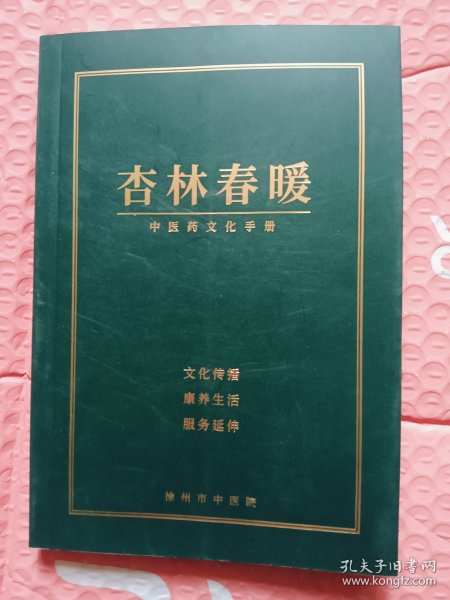 杏林春暖
中医药文化手册
文化传播
康养生活
服务延伸
徐州市中医院
孔夫子旧书网
www.kongfz.com